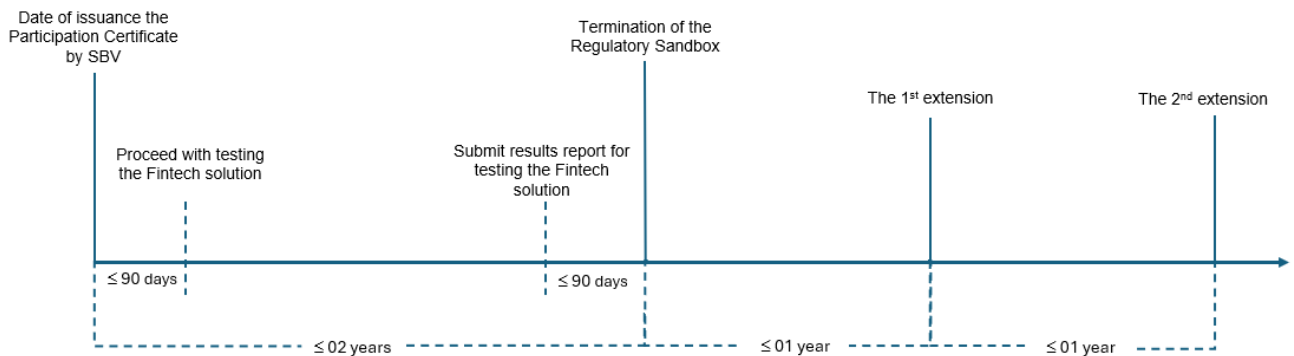 Date of issuance the
Participation Certificate
by SBV
Termination of the
Regulatory Sandbox
The 1st extension
The 2nd extension
Proceed with testing
the Fintech solution
Submit results report for
testing the Fintech
solution
≤ 90 days
≤ 90 days
≤ 02 years
≤ 01 year
≤ 01 year